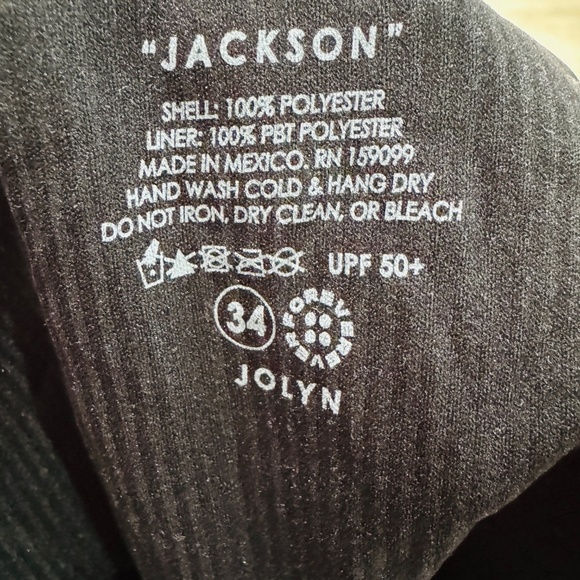 "JACKSON"
SHELL: 100% POLYESTER
LINER: 100% PBT POLYESTER
MADE IN MEXICO. RN 159099
HAND WASH COLD & HANG DRY
DO NOT IRON, DRY CLEAN, OR BLEACH
UPF 50+
34 FOREVEREVERFOREVEREVER
JOLYN